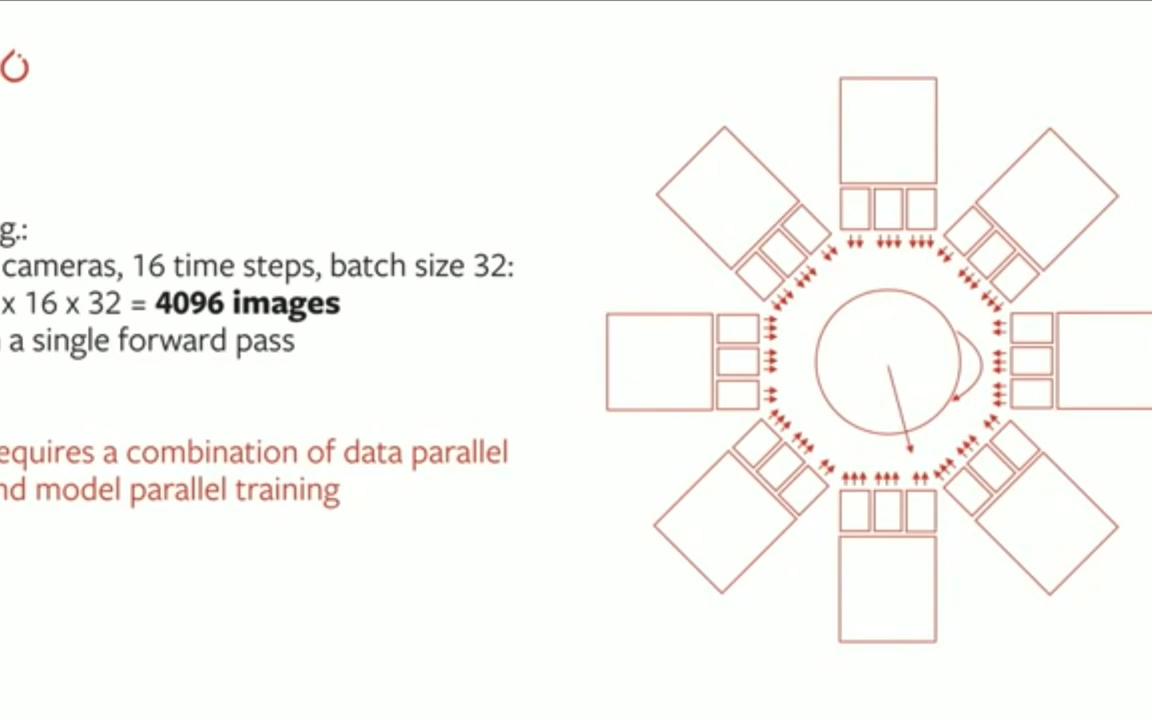 g.:
cameras, 16 time steps, batch size 32:
x 16 x 32 = 4096 images
a single forward pass
equires a combination of data parallel
nd model parallel training